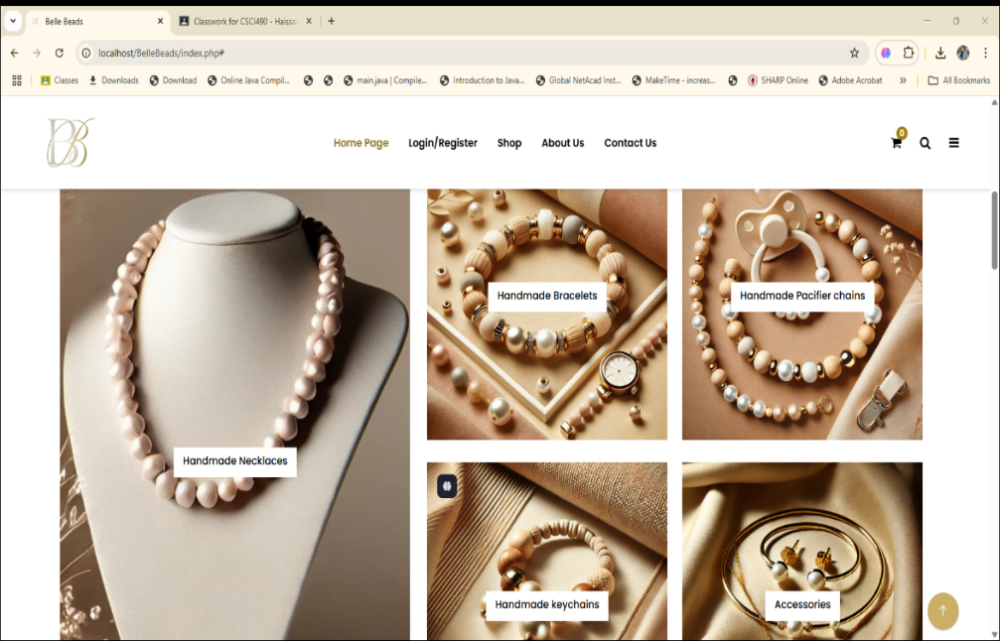 Belle Beads
Classwork for CSCI490 - Haissa
localhost/BelleBeads/index.php#
Classes
Downloads
Download
Online Java Compil...
main.java | Compile...
Introduction to Java...
Global NetAcad Inst...
MakeTime - increas...
SHARP Online
Adobe Acrobat
»
All Bookmarks
BB
Home Page
Login/Register
Shop
About Us
Contact Us
0
Handmade Necklaces
Handmade Bracelets
Handmade Pacifier chains
Handmade keychains
Accessories